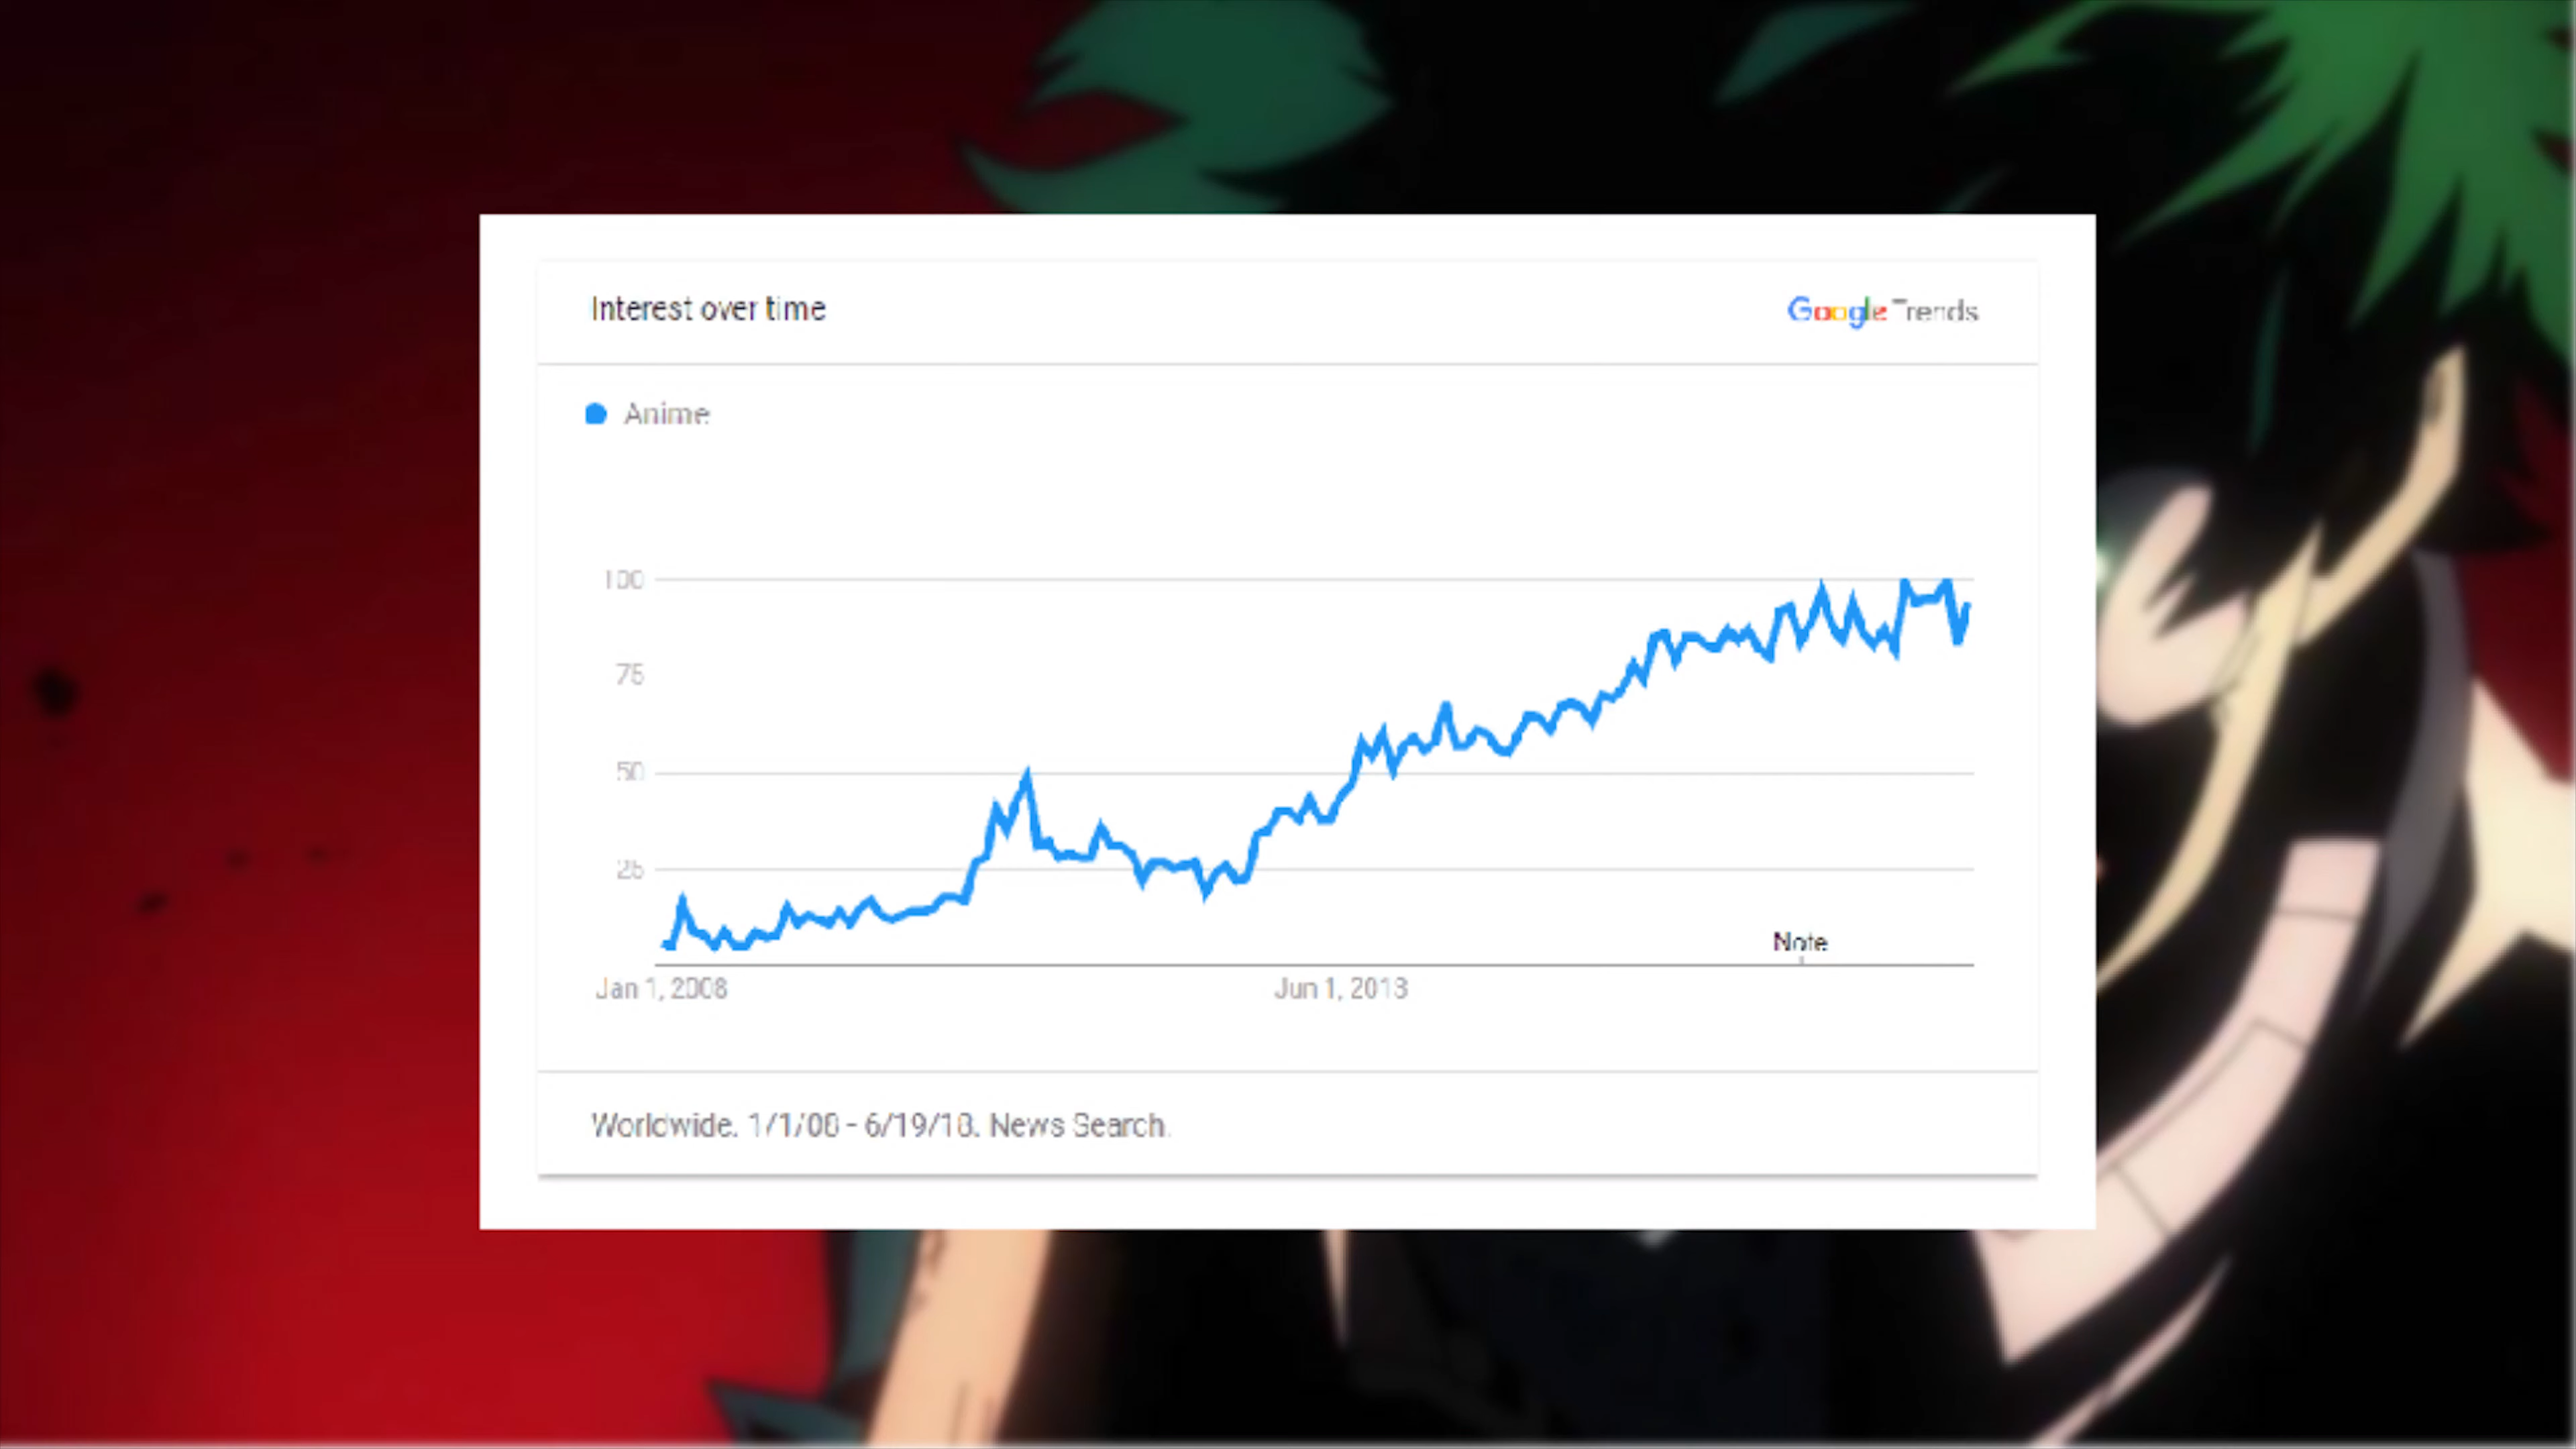 Interest over time
Google Trends
Anime
100
75
50
25
Note
Jan 1, 2008
Jun 1, 2013
Worldwide. 1/1/08 - 6/19/18. News Search.